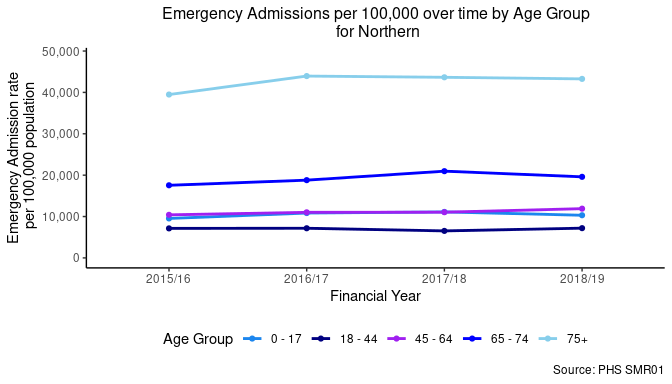 Emergency Admissions per 100,000 over time by Age Group
for Northern
Emergency Admission rate
per 100,000 population
50,000
40,000
30,000
20,000
10,000
0
2015/16
2016/17
2017/18
2018/19
Financial Year
Age Group
0 - 17
18 - 44
45 - 64
65 - 74
75+
Source: PHS SMR01